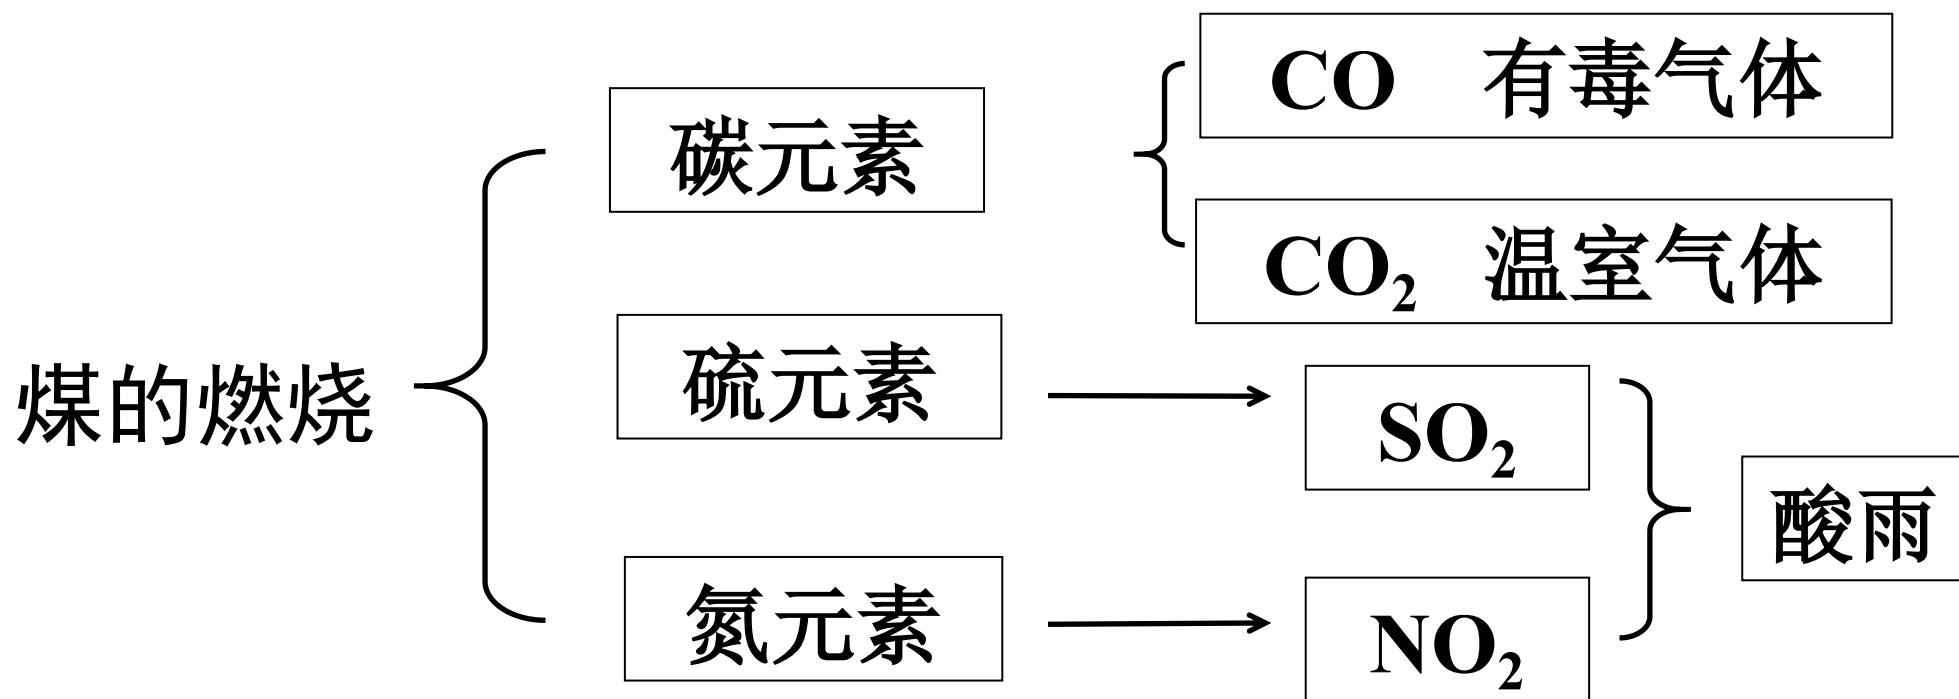 煤的燃烧
碳元素
CO 有毒气体
CO₂ 温室气体
硫元素
SO₂
氮元素
NO₂
酸雨